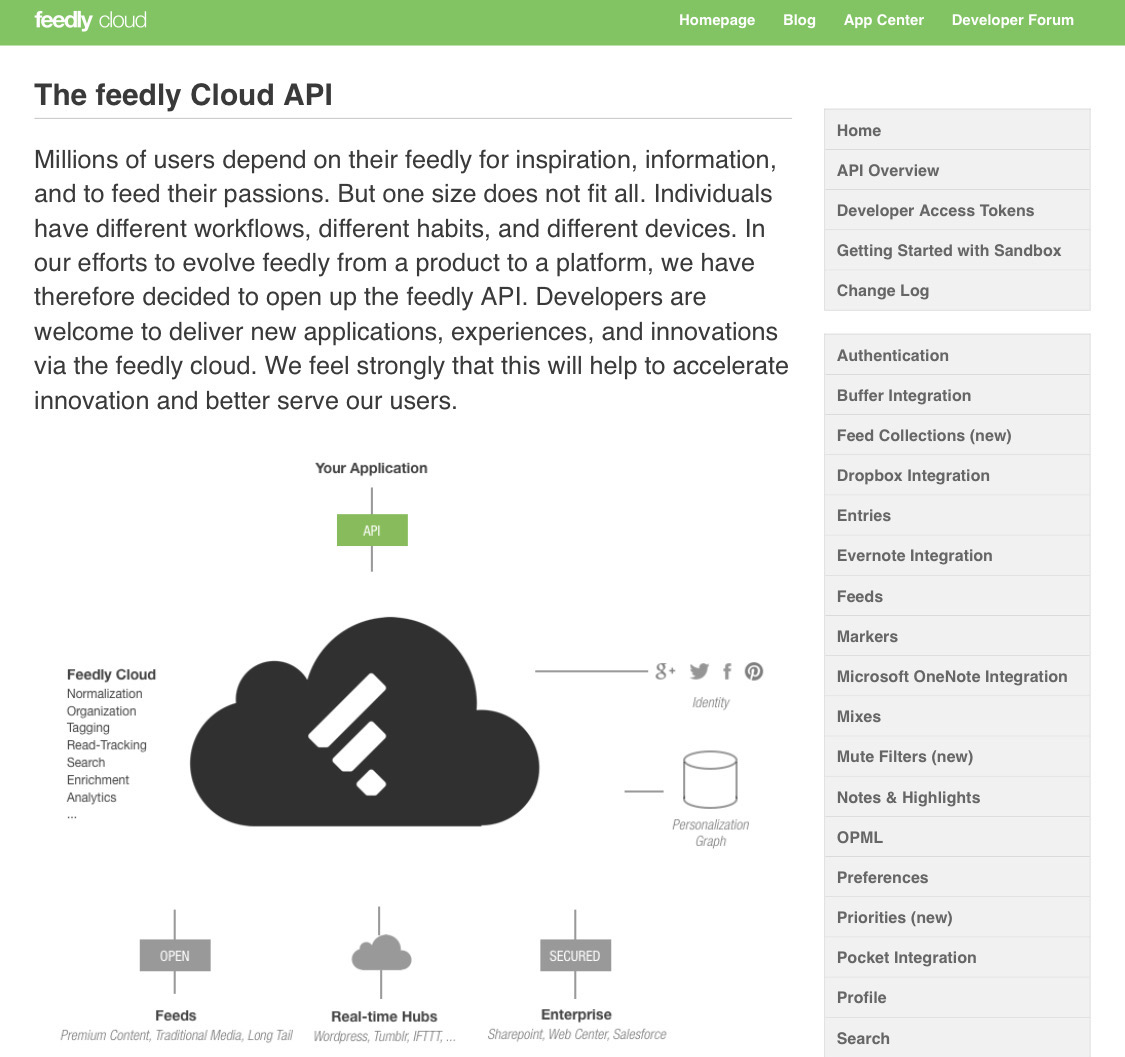 feedly cloud
Homepage Blog App Center Developer Forum
The feedly Cloud API
Millions of users depend on their feedly for inspiration, information,
and to feed their passions. But one size does not fit all. Individuals
have different workflows, different habits, and different devices. In
our efforts to evolve feedly from a product to a platform, we have
therefore decided to open up the feedly API. Developers are
welcome to deliver new applications, experiences, and innovations
via the feedly cloud. We feel strongly that this will help to accelerate
innovation and better serve our users.
Your Application
API
Feedly Cloud
Normalization
Organization
Tagging
Read-Tracking
Search
Enrichment
Analytics
...
g+ f
Identity
Personalization
Graph
OPEN
SECURED
Feeds
Premium Content, Traditional Media, Long Tail
Real-time Hubs
Wordpress, Tumblr, IFTTT, ...
Enterprise
Sharepoint, Web Center, Salesforce
Home
API Overview
Developer Access Tokens
Getting Started with Sandbox
Change Log
Authentication
Buffer Integration
Feed Collections (new)
Dropbox Integration
Entries
Evernote Integration
Feeds
Markers
Microsoft OneNote Integration
Mixes
Mute Filters (new)
Notes & Highlights
OPML
Preferences
Priorities (new)
Pocket Integration
Profile
Search